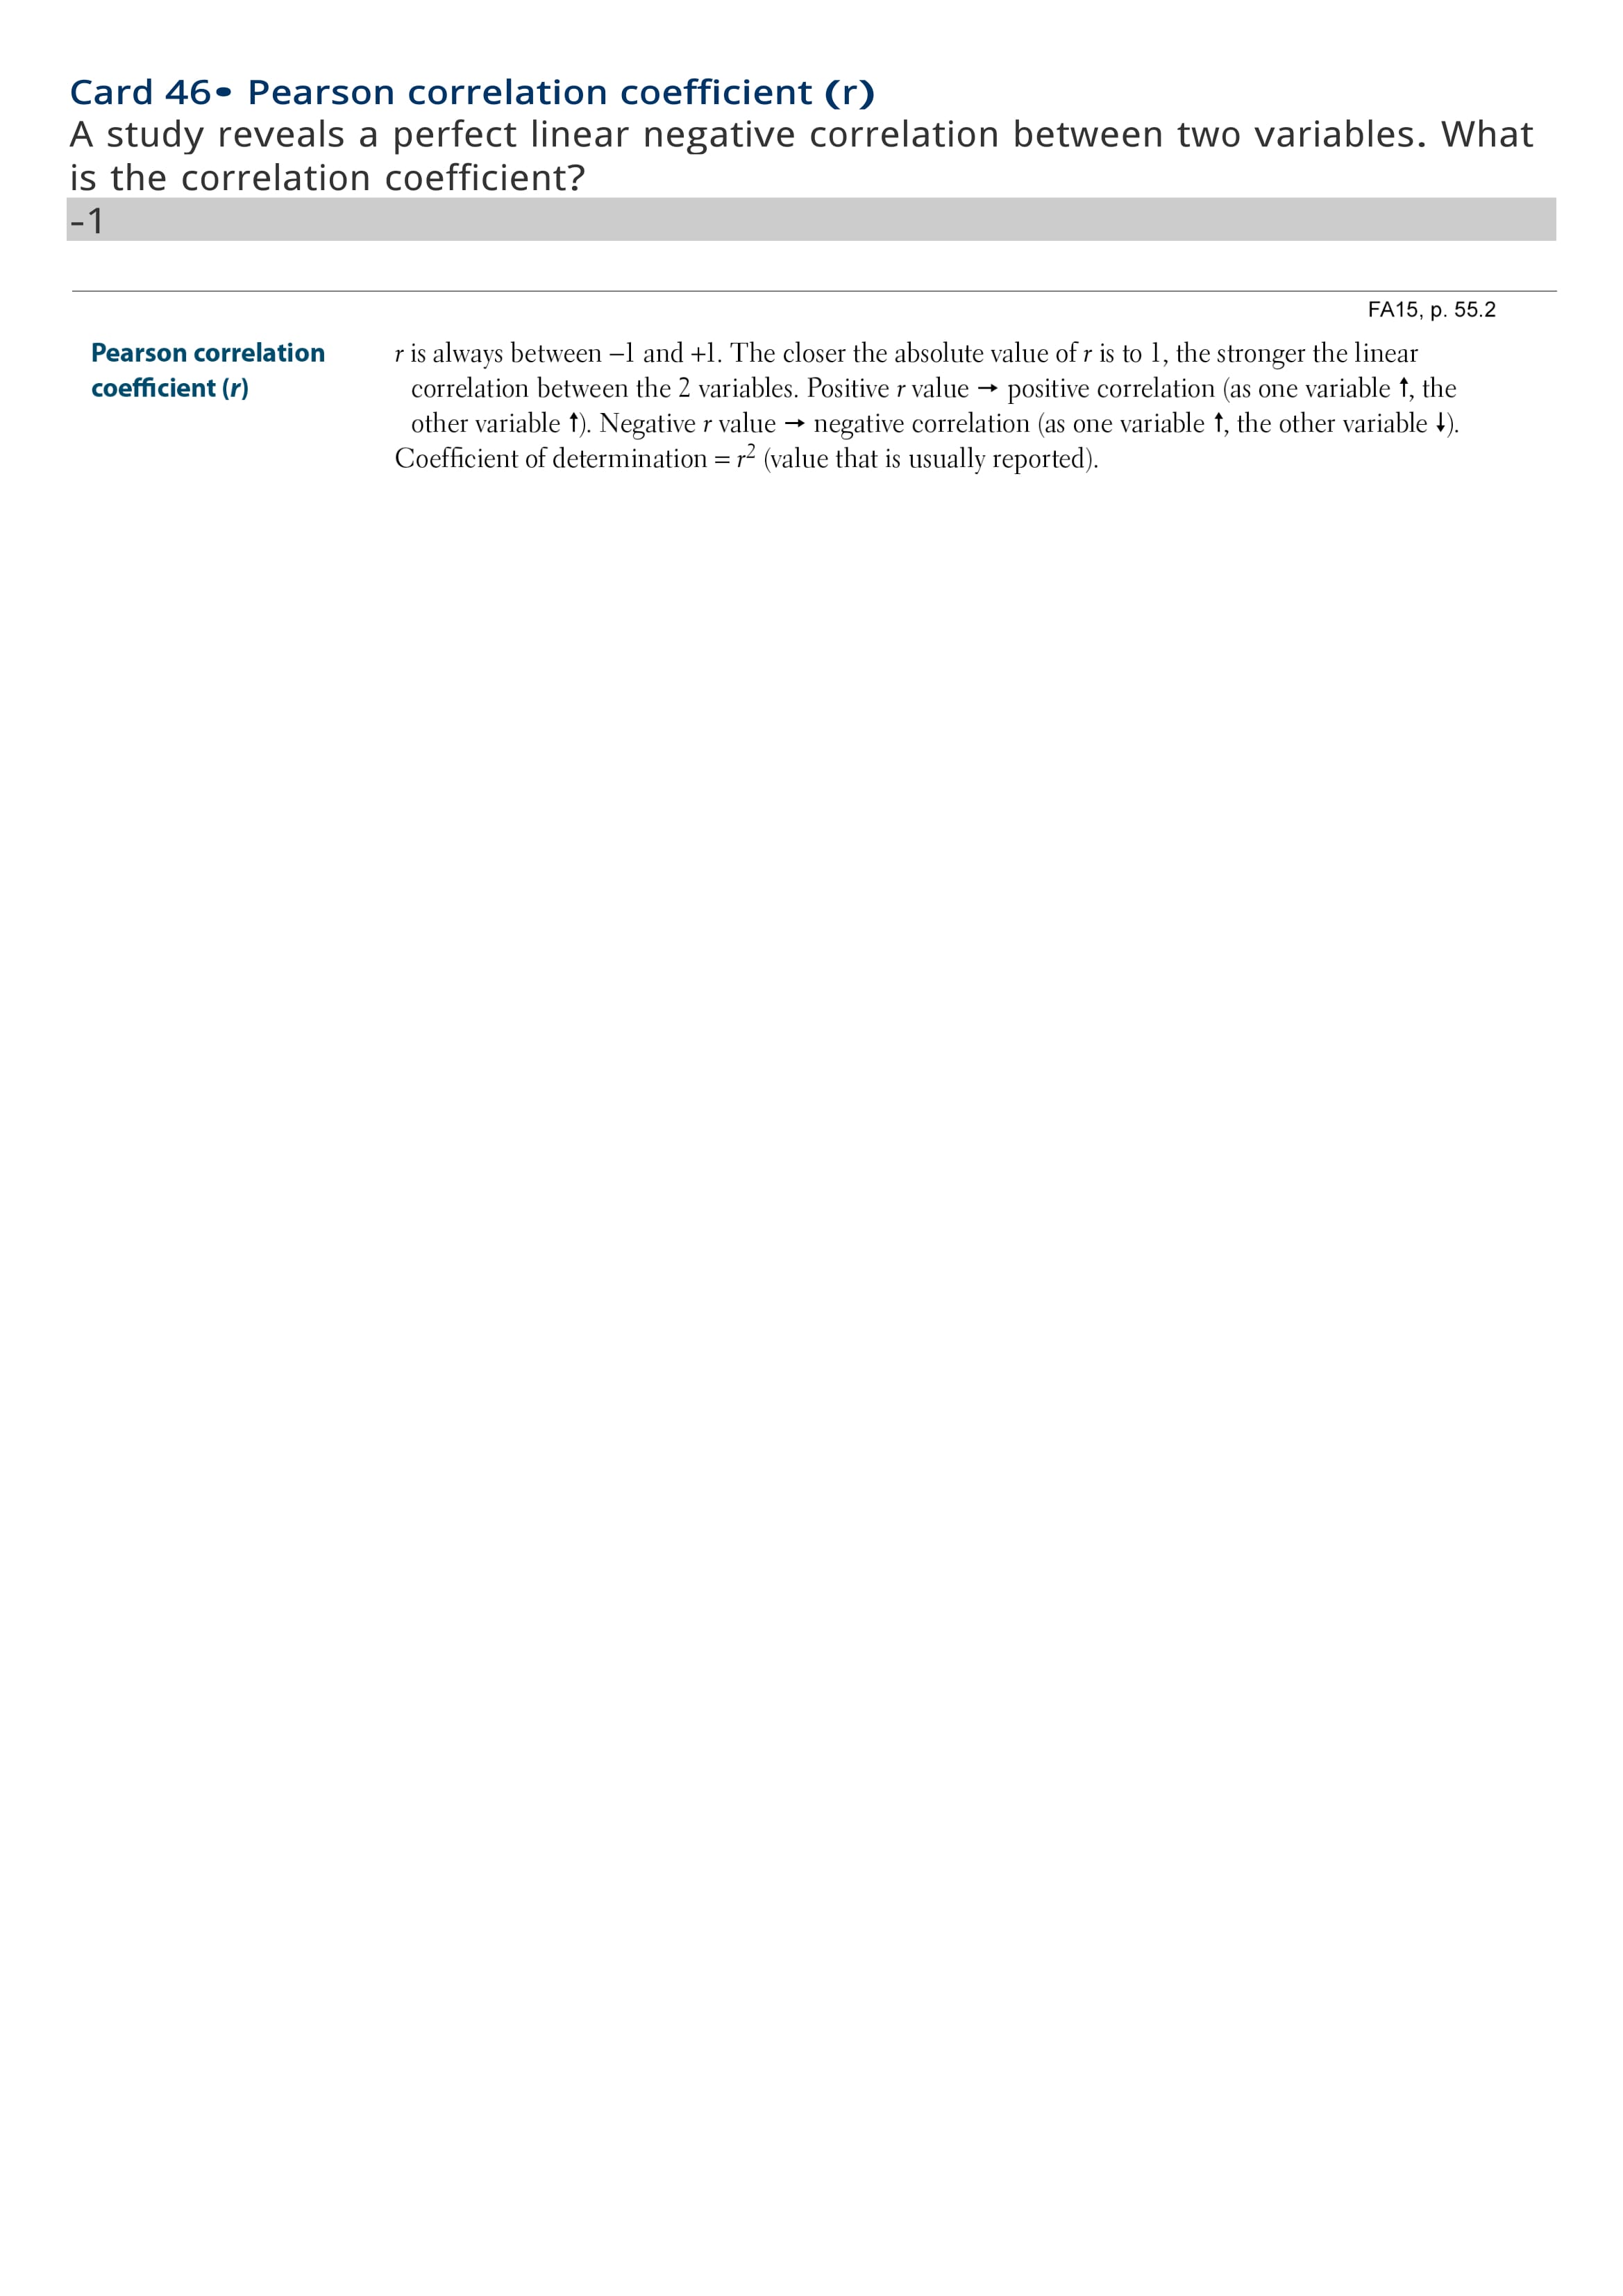 Card 46• Pearson correlation coefficient (r)
A study reveals a perfect linear negative correlation between two variables. What
is the correlation coefficient?
-1
FA15, p. 55.2
Pearson correlation
coefficient (r)
r is always between −1 and +1. The closer the absolute value of r is to 1, the stronger the linear
correlation between the 2 variables. Positive r value → positive correlation (as one variable ↑, the
other variable ↑). Negative r value → negative correlation (as one variable ↑, the other variable ↓).
Coefficient of determination = r² (value that is usually reported).